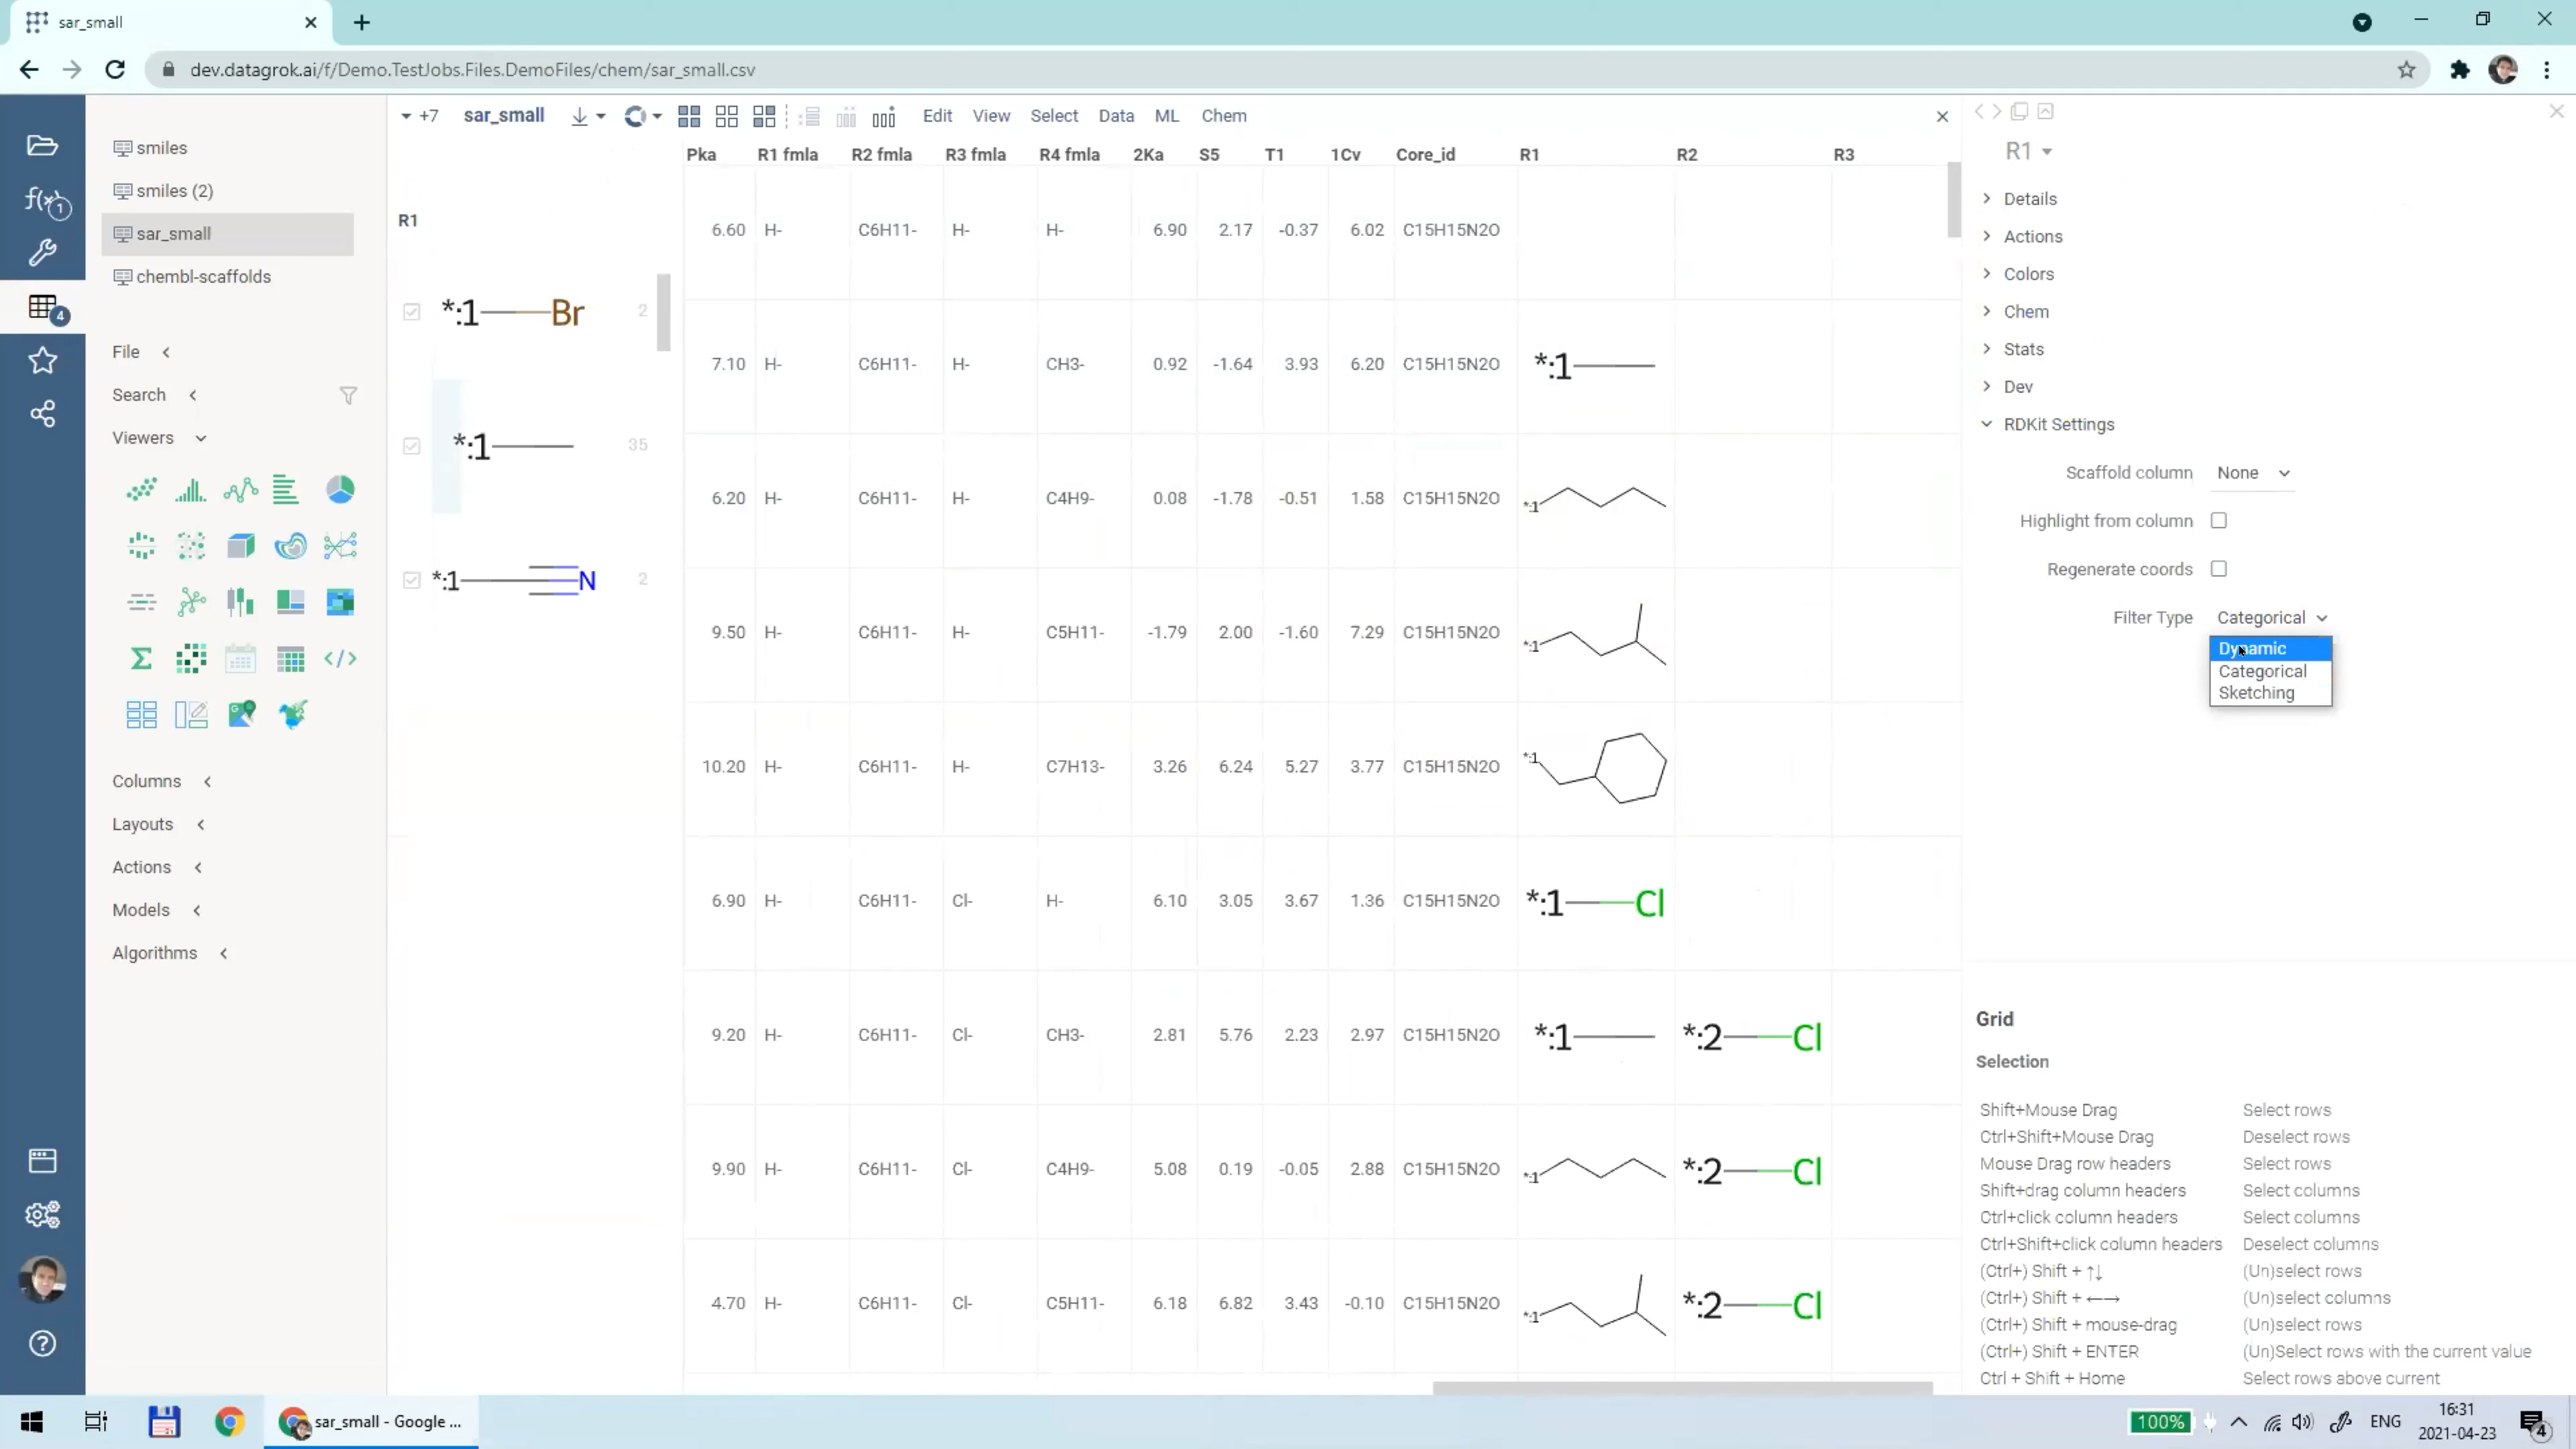 sar_small
dev.datagrok.ai/f/Demo.TestJobs.Files.DemoFiles/chem/sar_small.csv
smiles
smiles (2)
sar_small
chembl-scaffolds
File
Search
Viewers
Columns
Layouts
Actions
Models
Algorithms
f(x) 1
4
+7 sar_small Edit View Select Data ML Chem
R1
*:1 Br 2
*:1 35
*:1 N 2
Pka R1 fmla R2 fmla R3 fmla R4 fmla 2Ka S5 T1 1Cv Core_id R1 R2 R3
6.60 H- C6H11- H- H- 6.90 2.17 -0.37 6.02 C15H15N2O
7.10 H- C6H11- H- CH3- 0.92 -1.64 3.93 6.20 C15H15N2O *:1
6.20 H- C6H11- H- C4H9- 0.08 -1.78 -0.51 1.58 C15H15N2O *:1
9.50 H- C6H11- H- C5H11- -1.79 2.00 -1.60 7.29 C15H15N2O *:1
10.20 H- C6H11- H- C7H13- 3.26 6.24 5.27 3.77 C15H15N2O *:1
6.90 H- C6H11- Cl- H- 6.10 3.05 3.67 1.36 C15H15N2O *:1 Cl
9.20 H- C6H11- Cl- CH3- 2.81 5.76 2.23 2.97 C15H15N2O *:1 *:2 Cl
9.90 H- C6H11- Cl- C4H9- 5.08 0.19 -0.05 2.88 C15H15N2O *:1 *:2 Cl
4.70 H- C6H11- Cl- C5H11- 6.18 6.82 3.43 -0.10 C15H15N2O *:1 *:2 Cl
R1
Details
Actions
Colors
Chem
Stats
Dev
RDKit Settings
Scaffold column None
Highlight from column
Regenerate coords
Filter Type Categorical
Dynamic
Categorical
Sketching
Grid
Selection
Shift+Mouse Drag Select rows
Ctrl+Shift+Mouse Drag Deselect rows
Mouse Drag row headers Select rows
Shift+drag column headers Select columns
Ctrl+click column headers Select columns
Ctrl+Shift+click column headers Deselect columns
(Ctrl+) Shift + ↑↓ (Un)select rows
(Ctrl+) Shift + ←→ (Un)select columns
(Ctrl+) Shift + mouse-drag (Un)select rows
(Ctrl+) Shift + ENTER (Un)Select rows with the current value
Ctrl + Shift + Home Select rows above current
sar_small - Google ...
100% ENG 16:31
2021-04-23
4